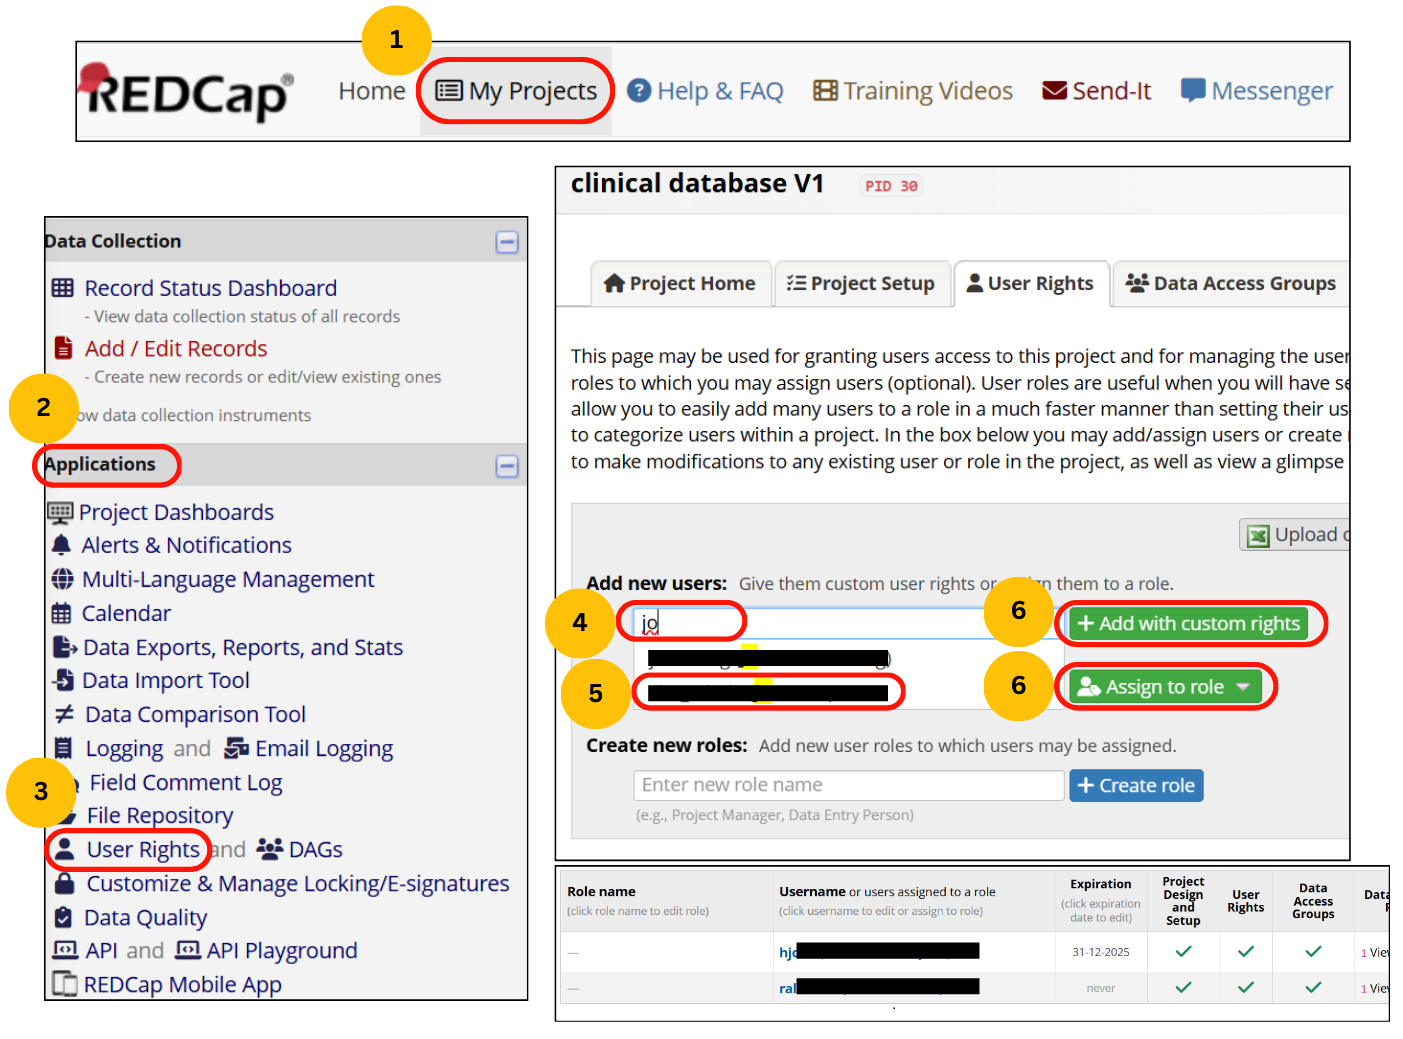 1
REDCap®
Home My Projects Help & FAQ Training Videos Send-It Messenger
clinical database V1 PID 30
Project Home Project Setup User Rights Data Access Groups
This page may be used for granting users access to this project and for managing the user
roles to which you may assign users (optional). User roles are useful when you will have se
allow you to easily add many users to a role in a much faster manner than setting their us
to categorize users within a project. In the box below you may add/assign users or create
to make modifications to any existing user or role in the project, as well as view a glimpse
Upload
Add new users: Give them custom user rights or them to a role.
4
jo
6
Add with custom rights
5
6
Assign to role
Create new roles: Add new user roles to which users may be assigned.
Enter new role name
Create role
(e.g., Project Manager, Data Entry Person)
Data Collection
Record Status Dashboard
- View data collection status of all records
Add / Edit Records
- Create new records or edit/view existing ones
2
ow data collection instruments
Applications
Project Dashboards
Alerts & Notifications
Multi-Language Management
Calendar
Data Exports, Reports, and Stats
Data Import Tool
Data Comparison Tool
Logging and Email Logging
3
Field Comment Log
File Repository
User Rights and DAGs
Customize & Manage Locking/E-signatures
Data Quality
API and API Playground
REDCap Mobile App
Role name
(click role name to edit role)
Username or users assigned to a role
(click username to edit or assign to role)
Expiration
(click expiration
date to edit)
Project
Design
and
Setup
User
Rights
Data
Access
Groups
Data
— hjo 31-12-2025 1 Vie
— ral never 1 Vie